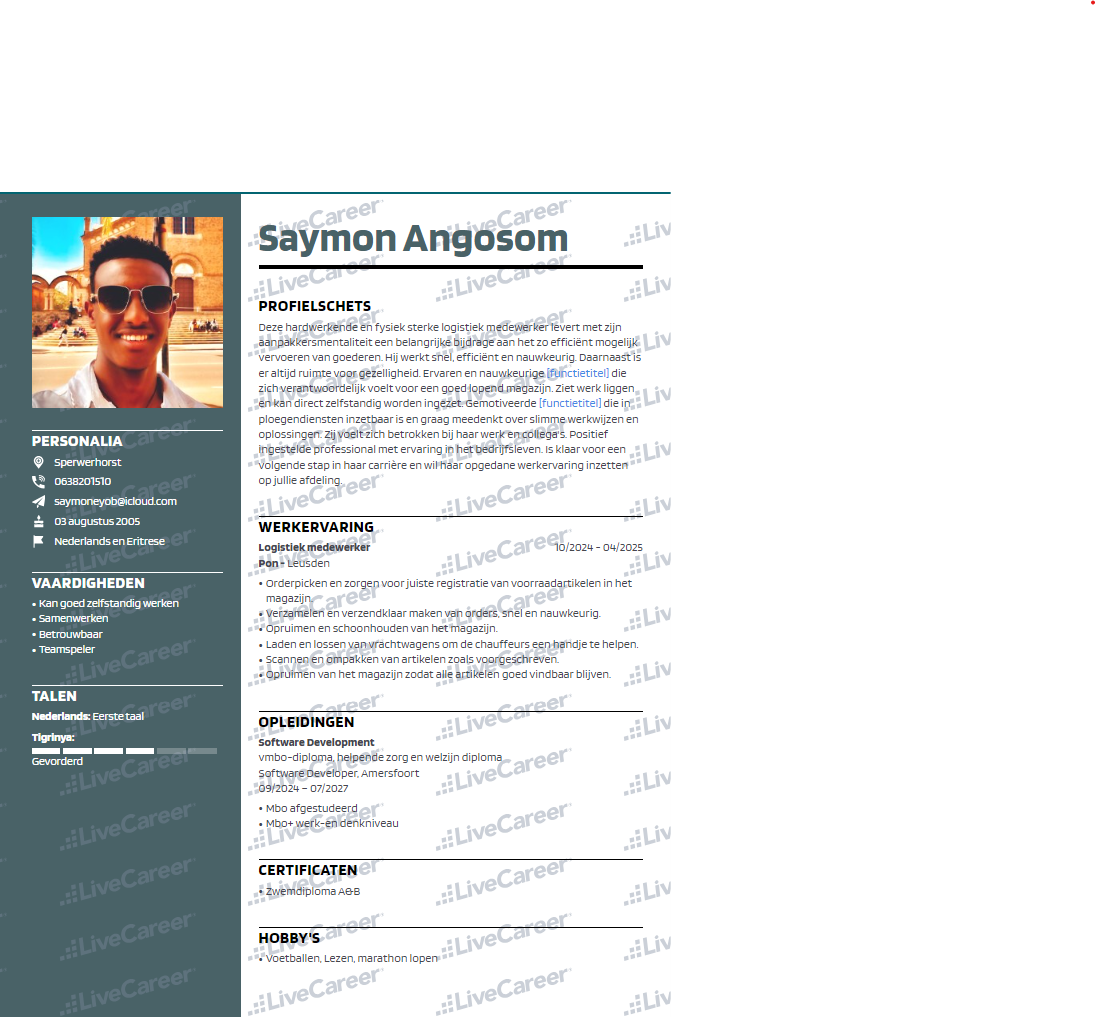 Saymon Angosom
PERSONALIA
Sperwerhorst
0638201510
saymoneyob@icloud.com
03 augustus 2005
Nederlands en Eritrese
VAARDIGHEDEN
• Kan goed zelfstandig werken
• Samenwerken
• Betrouwbaar
• Teamspeler
TALEN
Nederlands: Eerste taal
Tigrinya:
Gevorderd
PROFIELSCHETS
Deze hardwerkende en fysiek sterke logistiek medewerker levert met zijn
aanpakkersmentaliteit een belangrijke bijdrage aan het zo efficiënt mogelijk
vervoeren van goederen. Hij werkt snel, efficiënt en nauwkeurig. Daarnaast is
er altijd ruimte voor gezelligheid. Ervaren en nauwkeurige [functietitel] die
zich verantwoordelijk voelt voor een goed lopend magazijn. Ziet werk liggen
en kan direct zelfstandig worden ingezet. Gemotiveerde [functietitel] die in
ploegendiensten inzetbaar is en graag meedenkt over slimme werkwijzen en
oplossingen. Zij voelt zich betrokken bij haar werk en collega's. Positief
ingestelde professional met ervaring in het bedrijfsleven. Is klaar voor een
volgende stap in haar carrière en wil haar opgedane werkervaring inzetten
op jullie afdeling.
WERKERVARING
Logistiek medewerker 10/2024 - 04/2025
Pon - Leusden
• Orderpicken en zorgen voor juiste registratie van voorraadartikelen in het
magazijn.
• Verzamelen en verzendklaar maken van orders, snel en nauwkeurig.
• Opruimen en schoonhouden van het magazijn.
• Laden en lossen van vrachtwagens om de chauffeurs een handje te helpen.
• Scannen en ompakken van artikelen zoals voorgeschreven.
• Opruimen van het magazijn zodat alle artikelen goed vindbaar blijven.
OPLEIDINGEN
Software Development
vmbo-diploma, helpende zorg en welzijn diploma
Software Developer, Amersfoort
09/2024 – 07/2027
• Mbo afgestudeerd
• Mbo+ werk-en denkniveau
CERTIFICATEN
• Zwemdiploma A&B
HOBBY'S
• Voetballen, Lezen, marathon lopen
LiveCareer